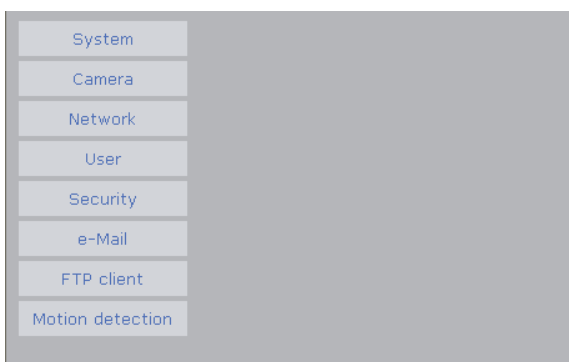 System
Camera
Network
User
Security
e-Mail
FTP client
Motion detection